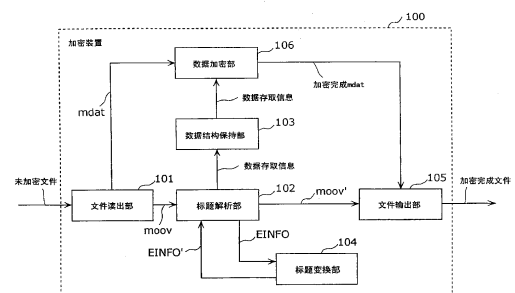 100
加密装置
106
数据加密部
mdat
加密完成mdat
数据存取信息
103
数据结构保持部
未加密文件
数据存取信息
101
102
105
加密完成文件
文件读出部
标题解析部
moov'
文件输出部
moov
EINFO
EINFO'
104
标题变换部